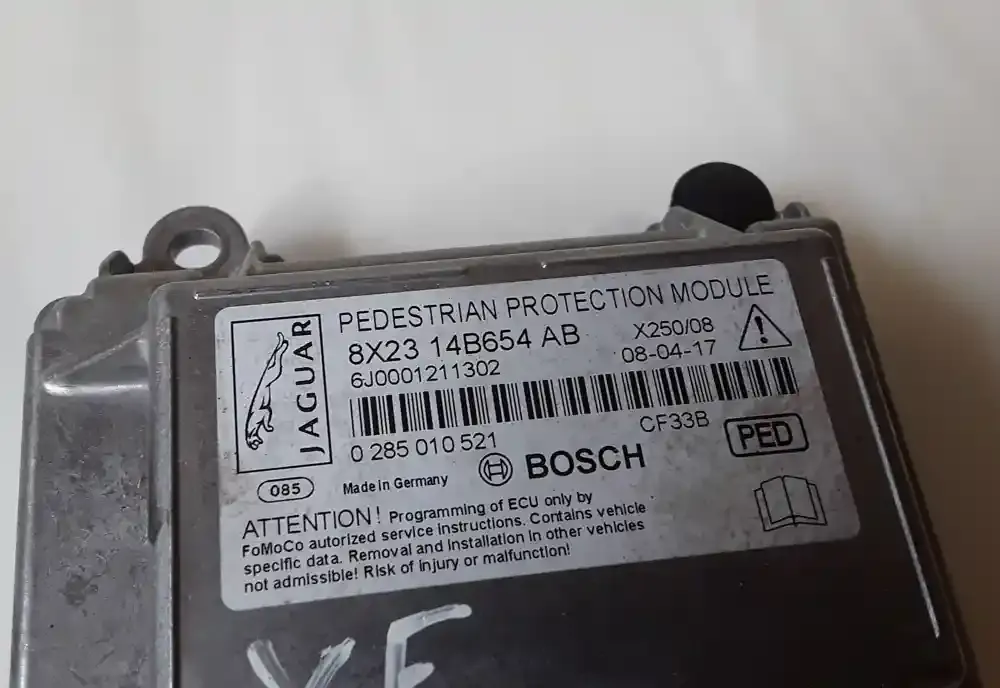 JAGUAR
PEDESTRIAN PROTECTION MODULE
8X23 14B654 AB
X250/08
6J0001211302
08-04-17
0 285 010 521
CF33B
PED
085
Made in Germany
BOSCH
ATTENTION! Programming of ECU only by
FoMoCo autorized service instructions. Contains vehicle
specific data. Removal and installation in other vehicles
not admissible! Risk of injury or malfunction!
XF